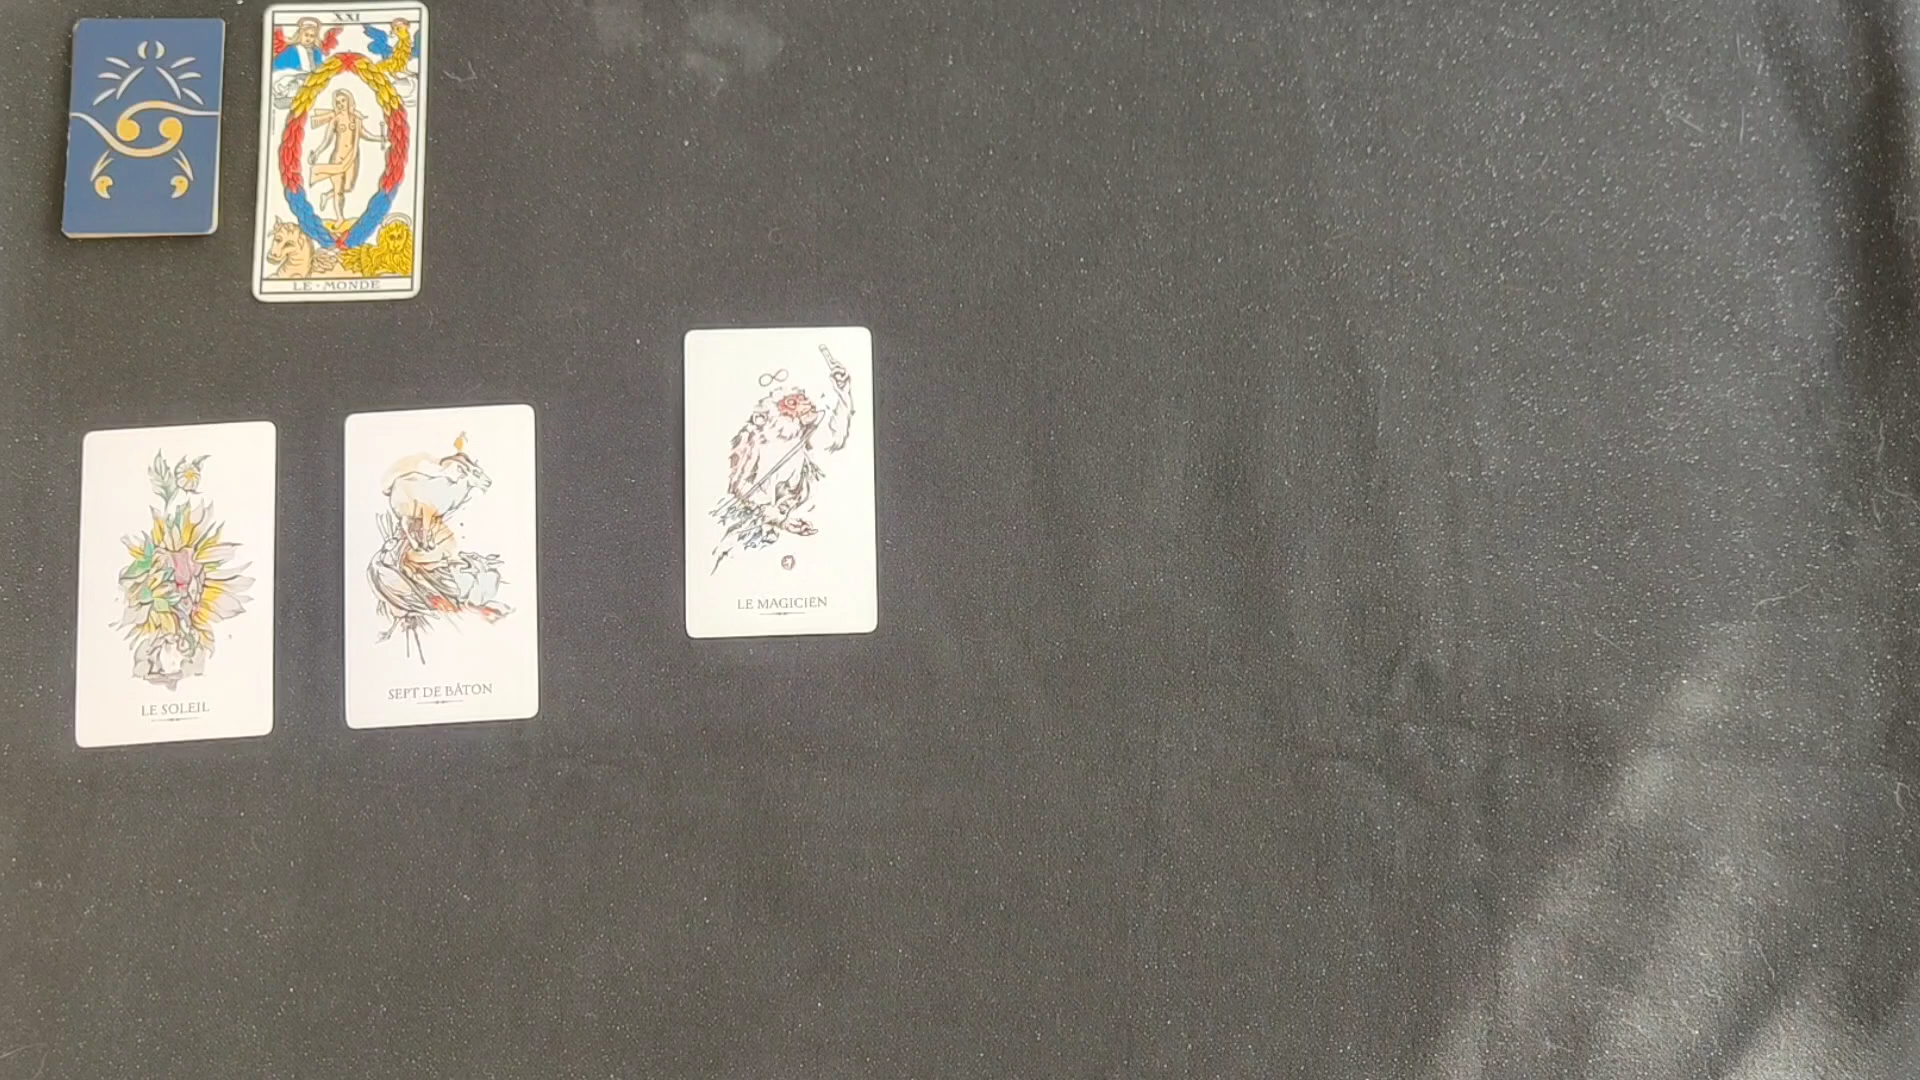 XXI
LE · MONDE
LE MAGICIEN
SEPT DE BÂTON
LE SOLEIL